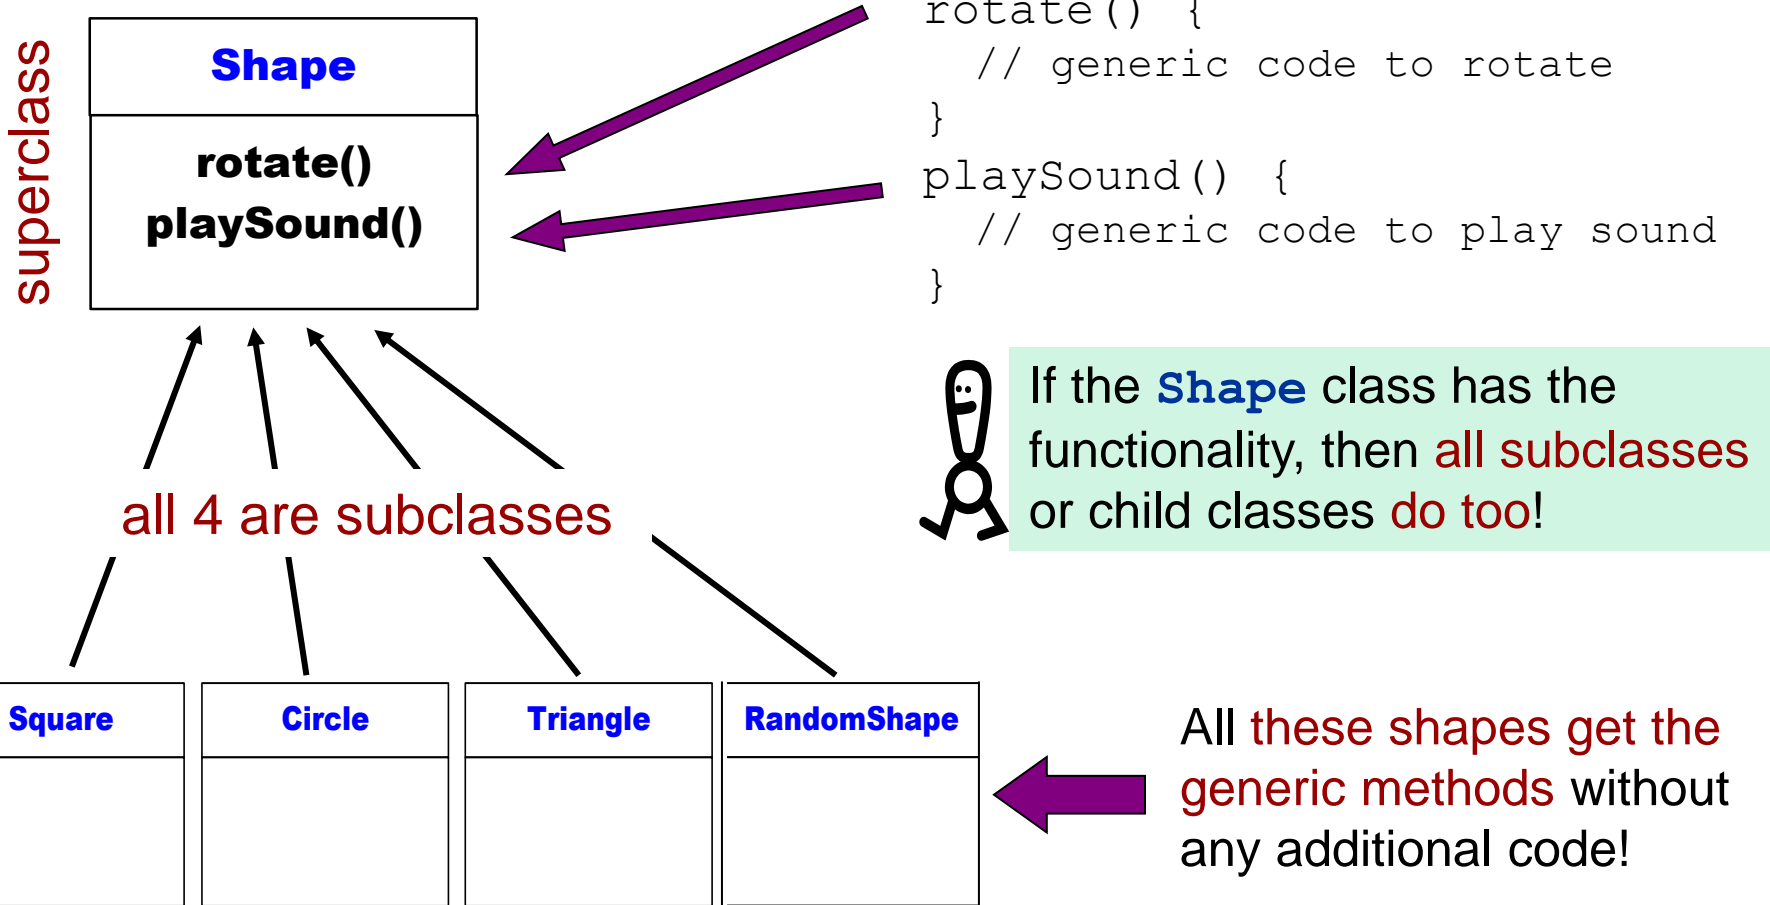 superclass
Shape
rotate()
playSound()
rotate() {
// generic code to rotate
}
playSound() {
// generic code to play sound
}
If the Shape class has the
functionality, then all subclasses
or child classes do too!
all 4 are subclasses
Square
Circle
Triangle
RandomShape
All these shapes get the
generic methods without
any additional code!